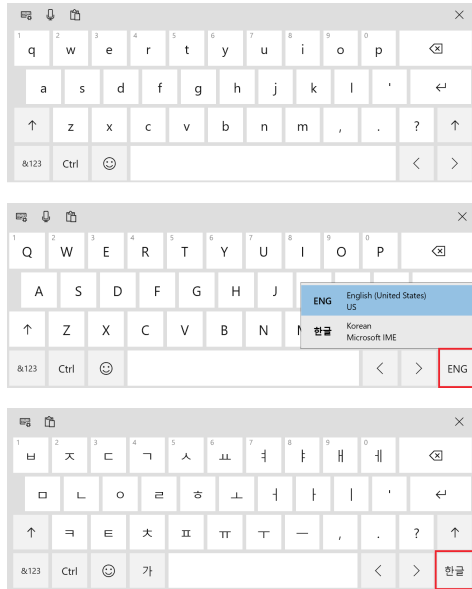 1 2 3 4 5 6 7 8 9 0
q w e r t y u i o p
a s d f g h j k l '
↑ z x c v b n m , . ? ↑
&123 Ctrl < >
1 2 3 4 5 6 7 8 9 0
Q W E R T Y U I O P
A S D F G H J
ENG English (United States)
US
↑ Z X C V B N
한글 Korean
Microsoft IME
&123 Ctrl < > ENG
1 2 3 4 5 6 7 8 9 0
ㅂ ㅈ ㄷ ㄱ ㅅ ㅛ ㅕ ㅑ ㅐ ㅔ
ㅁ ㄴ ㅇ ㄹ ㅎ ㅗ ㅓ ㅏ ㅣ '
↑ ㅋ ㅌ ㅊ ㅍ ㅠ ㅜ ㅡ , . ? ↑
&123 Ctrl 가 < > 한글